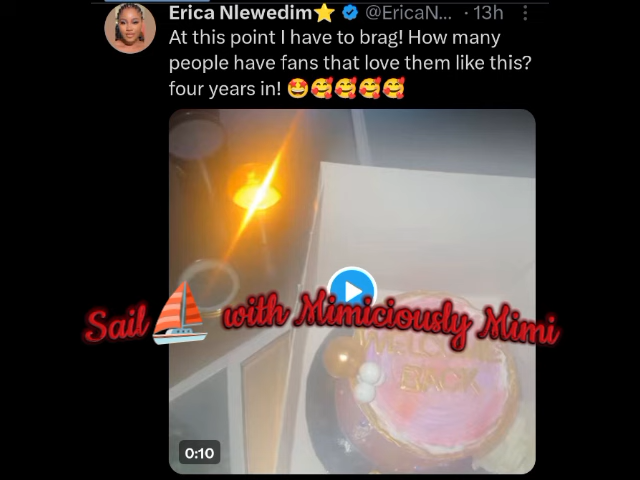 Erica Nlewedim⭐ @EricaN... · 13h
At this point I have to brag! How many
people have fans that love them like this?
four years in! 🤩🥰🥰🥰🥰
Sail⛵ with Mimiciously Mimi
WELCOME
BACK
0:10